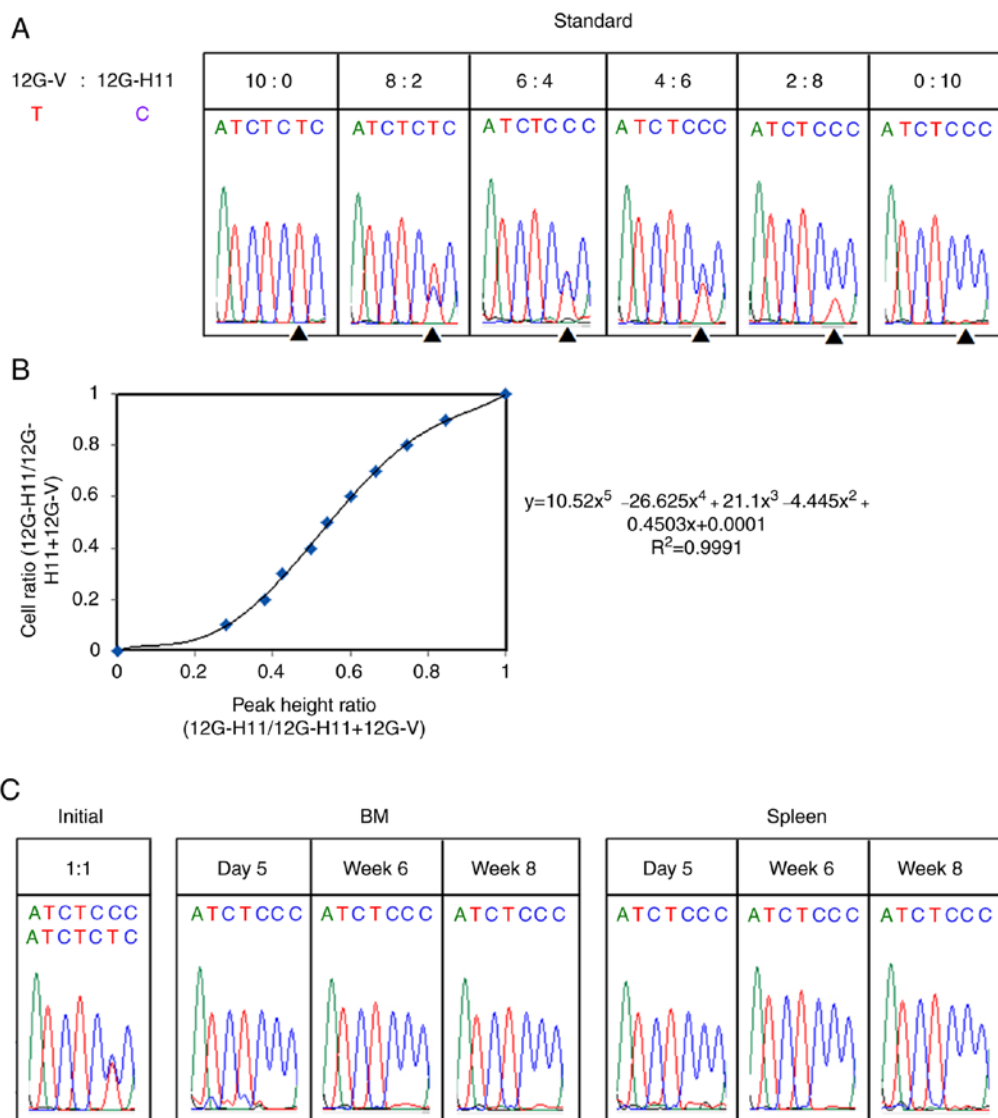 A
Standard
12G-V : 12G-H11
T C
10 : 0 8 : 2 6 : 4 4 : 6 2 : 8 0 : 10
ATCTCTC ATCTCTC ATCTCCC ATCTCCC ATCTCCC ATCTCCC
B
1
0.8
0.6
0.4
0.2
0
0 0.2 0.4 0.6 0.8 1
Cell ratio (12G-H11/12G-
H11+12G-V)
Peak height ratio
(12G-H11/12G-H11+12G-V)
y=10.52x⁵ –26.625x⁴ + 21.1x³ –4.445x² +
0.4503x+0.0001
R²=0.9991
C
Initial BM Spleen
1:1 Day 5 Week 6 Week 8 Day 5 Week 6 Week 8
ATCTCCC ATCTCCC ATCTCCC ATCTCCC ATCTCCC ATCTCCC ATCTCCC
ATCTCTC